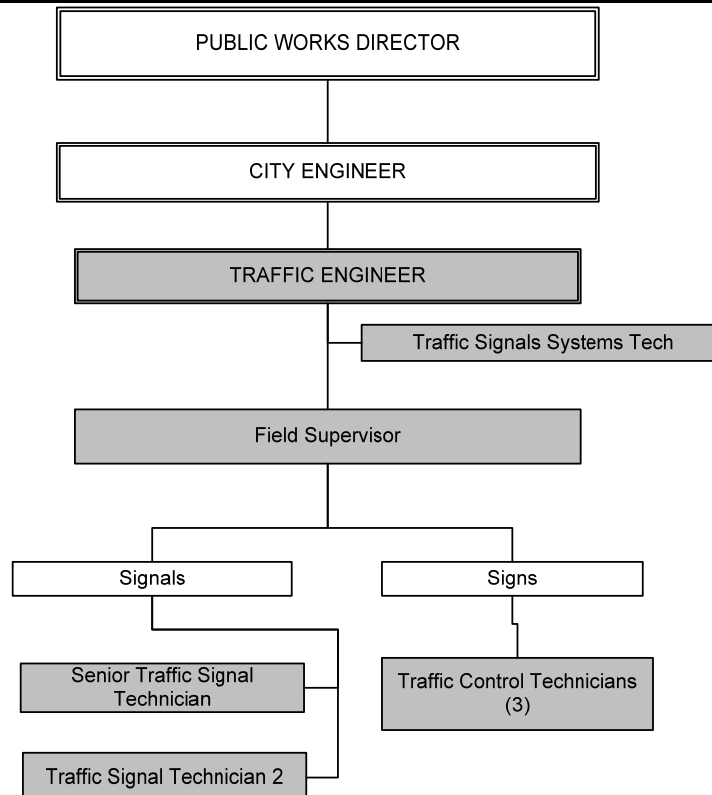 PUBLIC WORKS DIRECTOR
CITY ENGINEER
TRAFFIC ENGINEER
Traffic Signals Systems Tech
Field Supervisor
Signals
Signs
Senior Traffic Signal
Technician
Traffic Control Technicians
(3)
Traffic Signal Technician 2